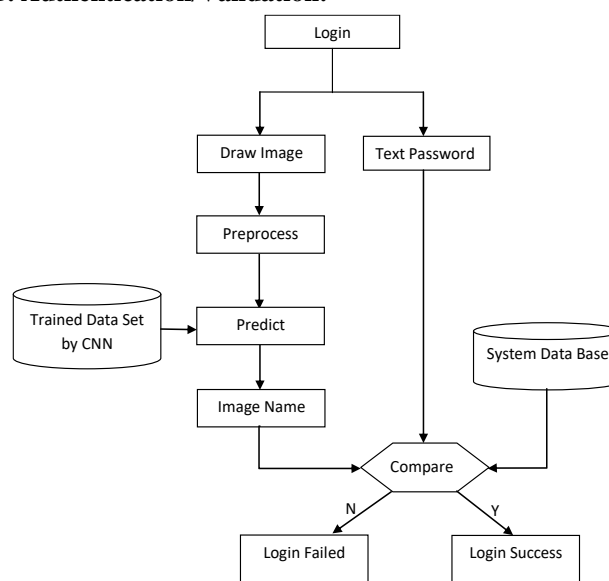 Login
Draw Image
Text Password
Preprocess
Trained Data Set
by CNN
Predict
System Data Base
Image Name
Compare
N
Y
Login Failed
Login Success